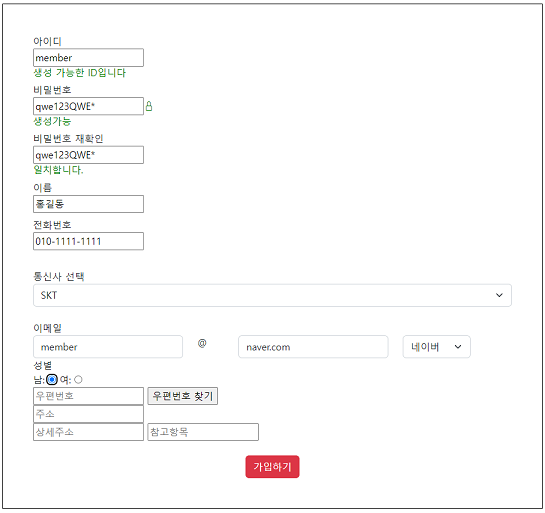 아이디
member
생성 가능한 ID입니다
비밀번호
qwe123QWE*
생성가능
비밀번호 재확인
qwe123QWE*
일치합니다.
이름
홍길동
전화번호
010-1111-1111
통신사 선택
SKT
이메일
member @ naver.com 네이버
성별
남: 여:
우편번호 우편번호 찾기
주소
상세주소 참고항목
가입하기